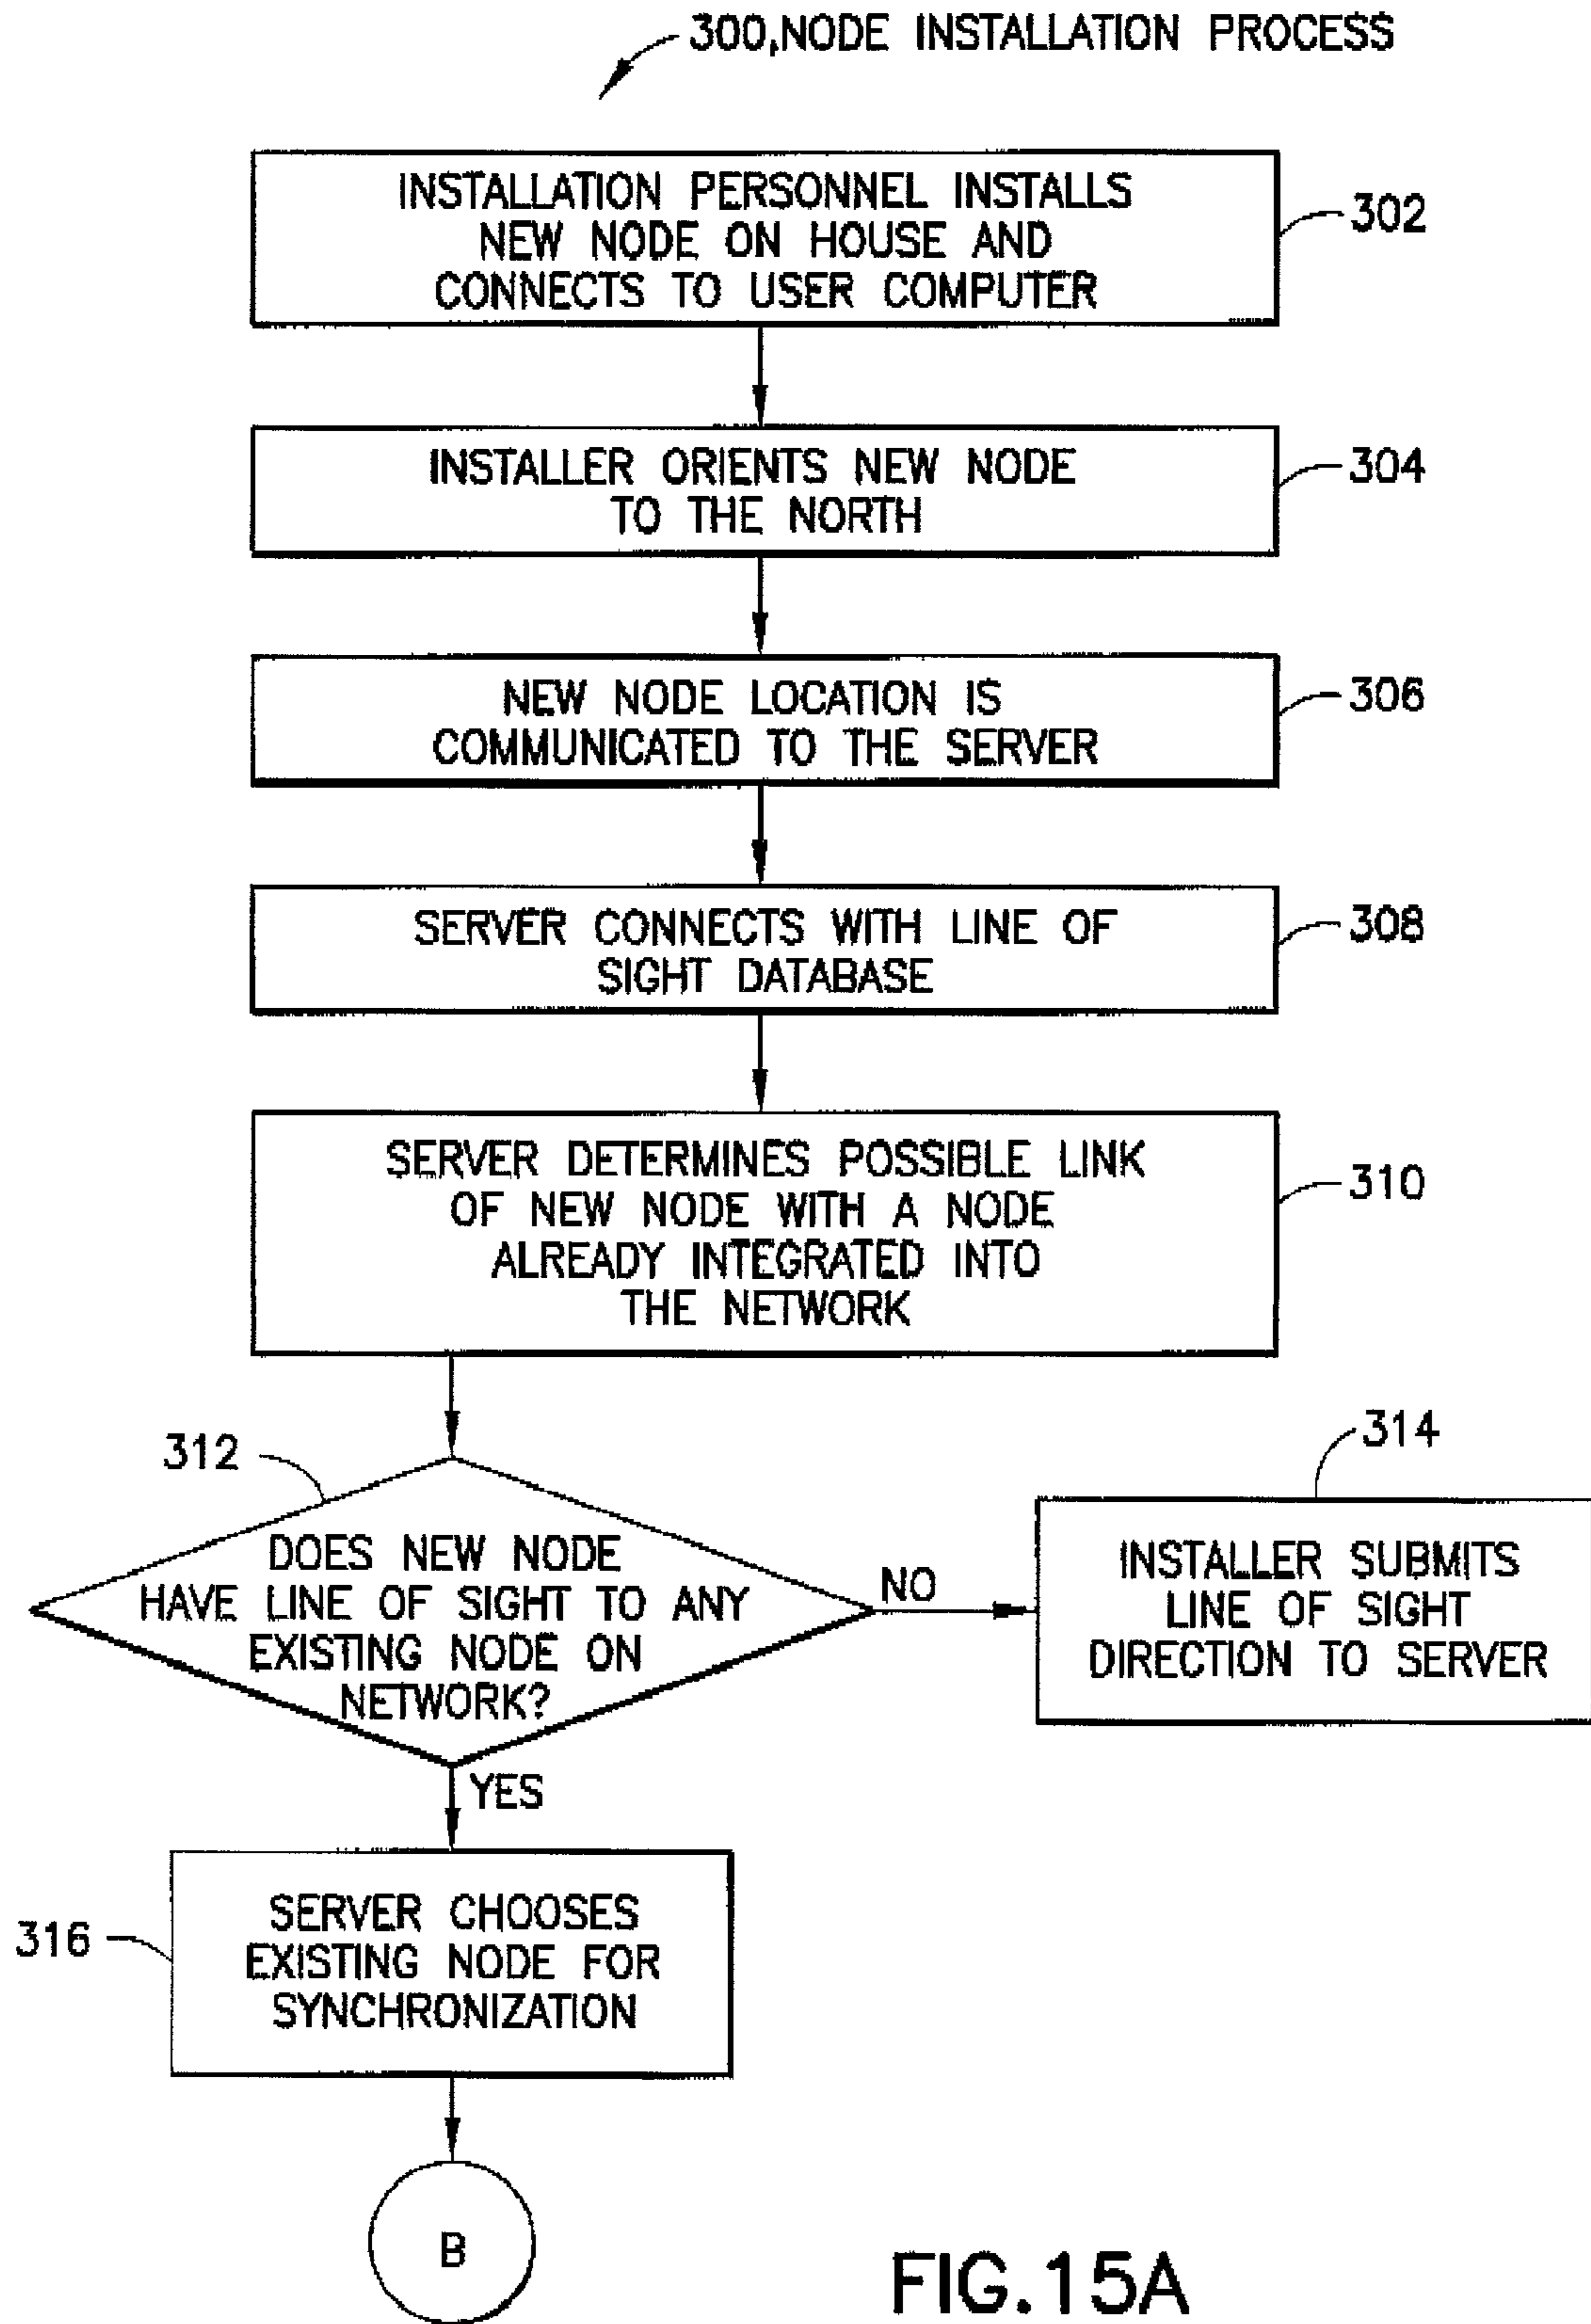 300,NODE INSTALLATION PROCESS
INSTALLATION PERSONNEL INSTALLS
NEW NODE ON HOUSE AND
CONNECTS TO USER COMPUTER
302
INSTALLER ORIENTS NEW NODE
TO THE NORTH
304
NEW NODE LOCATION IS
COMMUNICATED TO THE SERVER
306
SERVER CONNECTS WITH LINE OF
SIGHT DATABASE
308
SERVER DETERMINES POSSIBLE LINK
OF NEW NODE WITH A NODE
ALREADY INTEGRATED INTO
THE NETWORK
310
312
DOES NEW NODE
HAVE LINE OF SIGHT TO ANY
EXISTING NODE ON
NETWORK?
NO
314
INSTALLER SUBMITS
LINE OF SIGHT
DIRECTION TO SERVER
YES
316
SERVER CHOOSES
EXISTING NODE FOR
SYNCHRONIZATION
B
FIG.15A